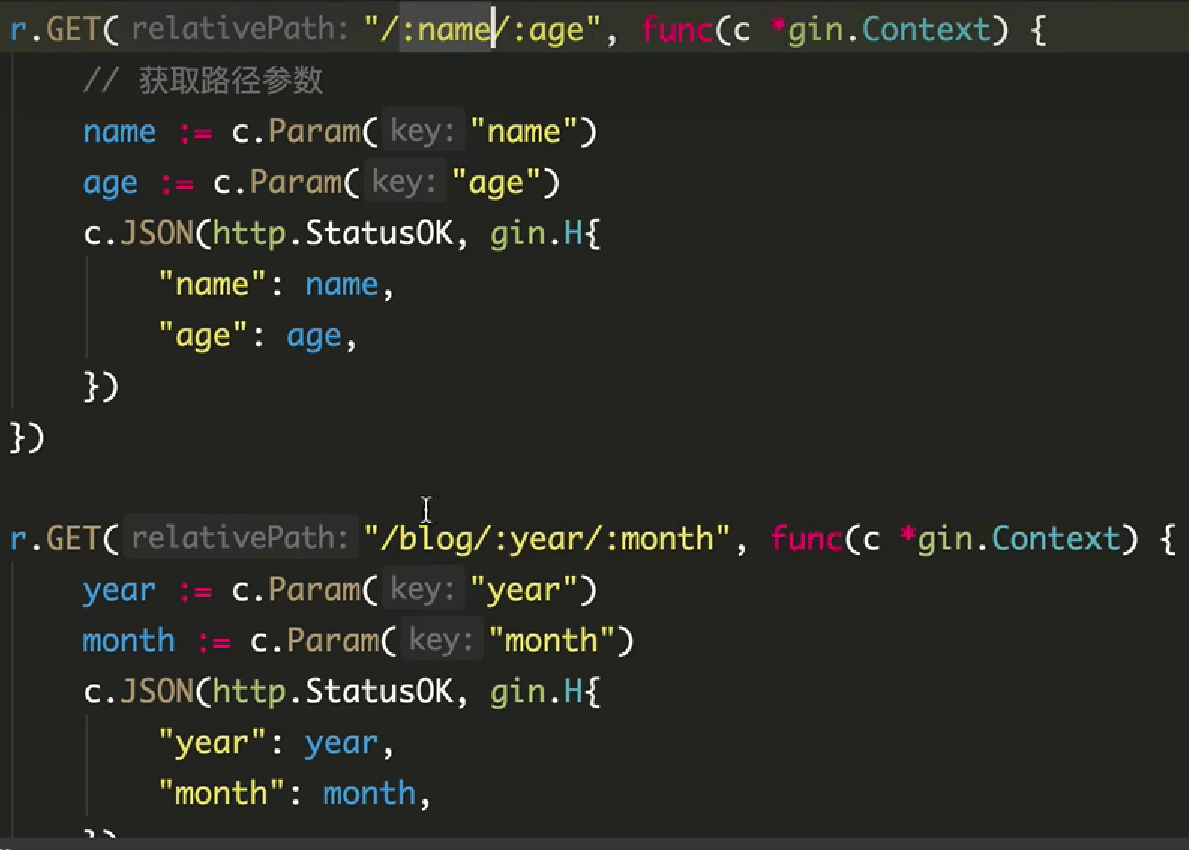 r.GET( relativePath: "/:name/:age", func(c *gin.Context) {
// 获取路径参数
name := c.Param( key: "name")
age := c.Param( key: "age")
c.JSON(http.StatusOK, gin.H{
"name": name,
"age": age,
})
})
r.GET( relativePath: "/blog/:year/:month", func(c *gin.Context) {
year := c.Param( key: "year")
month := c.Param( key: "month")
c.JSON(http.StatusOK, gin.H{
"year": year,
"month": month,
})